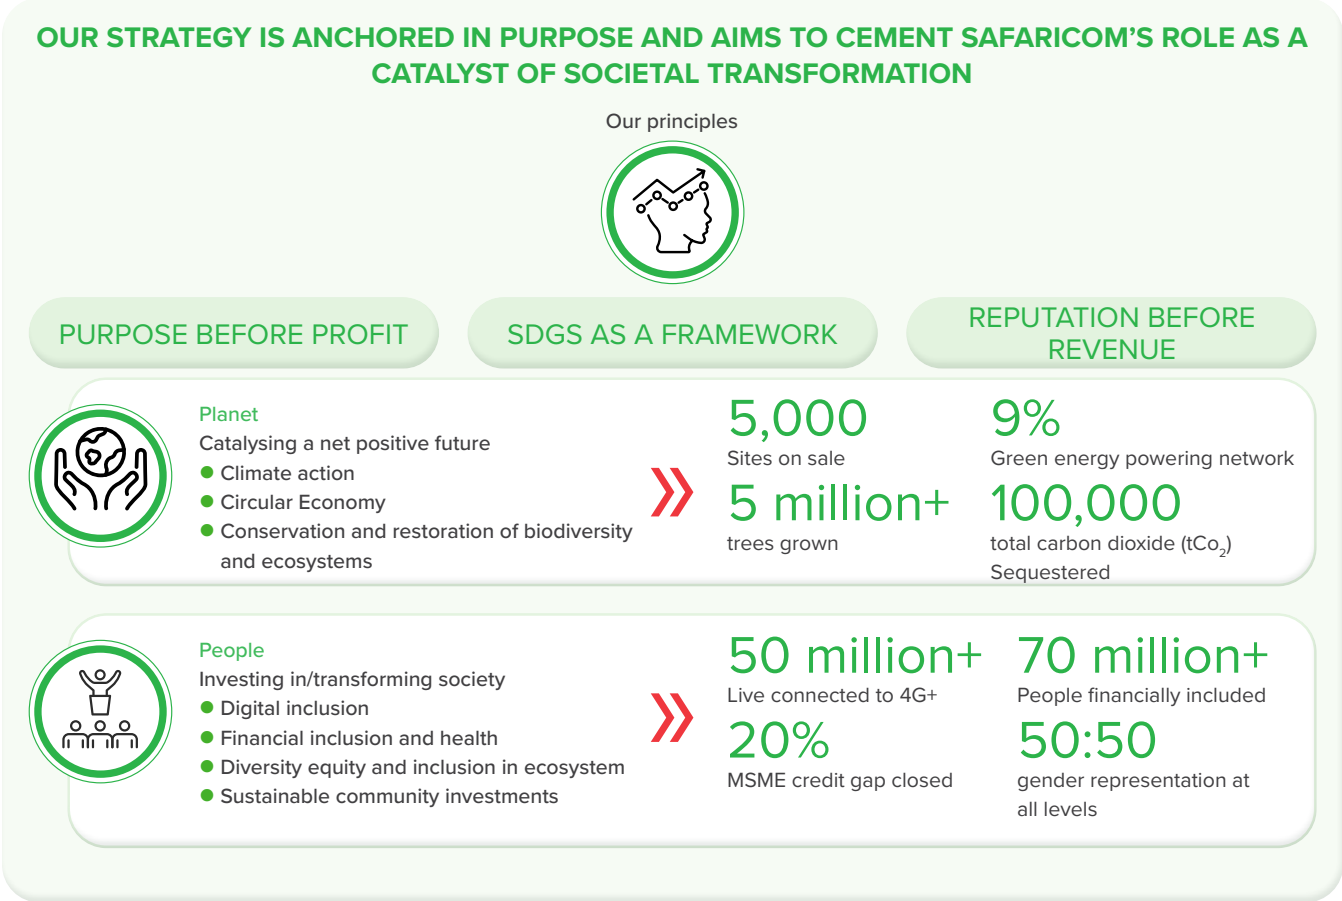 OUR STRATEGY IS ANCHORED IN PURPOSE AND AIMS TO CEMENT SAFARICOM’S ROLE AS A
CATALYST OF SOCIETAL TRANSFORMATION
Our principles
PURPOSE BEFORE PROFIT
SDGS AS A FRAMEWORK
REPUTATION BEFORE
REVENUE
Planet
Catalysing a net positive future
Climate action
Circular Economy
Conservation and restoration of biodiversity
and ecosystems
5,000
Sites on sale
5 million+
trees grown
9%
Green energy powering network
100,000
total carbon dioxide (tCo₂)
Sequestered
People
Investing in/transforming society
Digital inclusion
Financial inclusion and health
Diversity equity and inclusion in ecosystem
Sustainable community investments
50 million+
Live connected to 4G+
20%
MSME credit gap closed
70 million+
People financially included
50:50
gender representation at
all levels